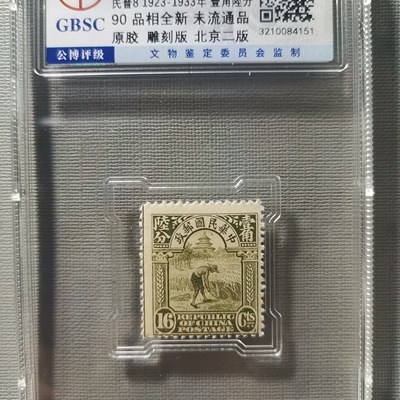 民普8 1923-1933年 壹角陆分
GBSC
90 品相全新 未流通品
公博评级
原胶 雕刻版 北京二版
3210084151
文物鉴定委员会监制
陸分
政郵國民華中
壹角
REPUBLIC
OF CHINA
POSTAGE
16
Cts